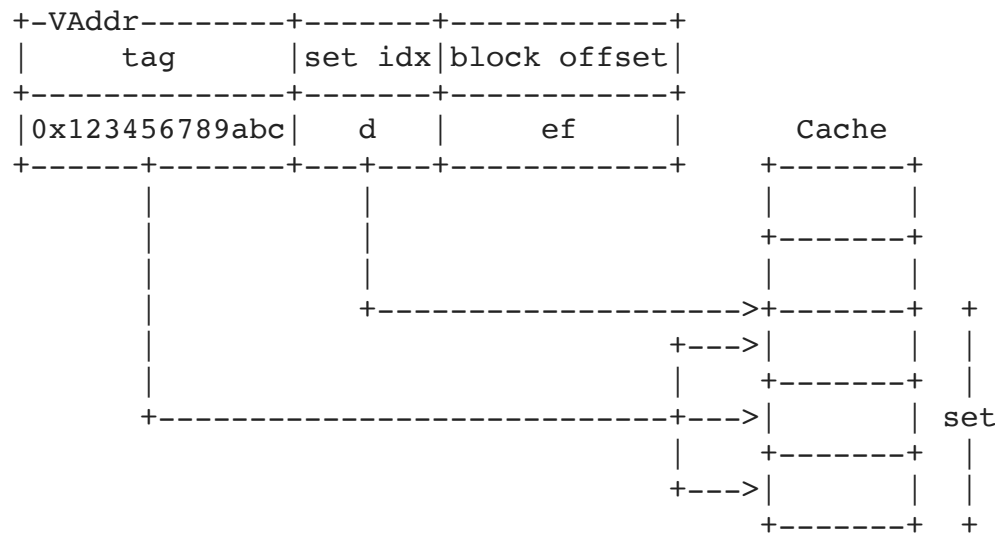 +-VAddr--------+-------+------------+
|     tag      |set idx|block offset|
+--------------+-------+------------+
|0x123456789abc|   d   |     ef     |      Cache
+------+-------+---+---+------------+    +-------+
       |           |                     |       |
       |           |                     +-------+
       |           |                     |       |
       |           +-------------------->+-------+  +
       |                            +--->|       |  |
       |                            |    +-------+  |
       +----------------------------+--->|       | set
                                    |    +-------+  |
                                    +--->|       |  |
                                         +-------+  +